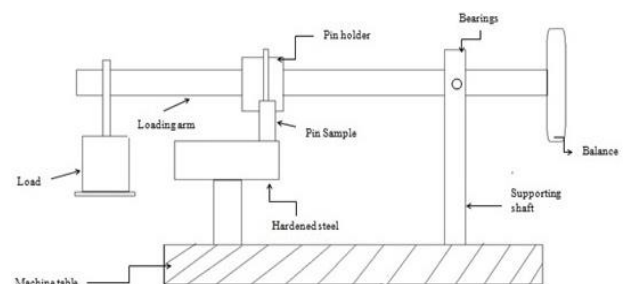 Bearings
Pin holder
Loading arm
Pin Sample
Balance
Load
Supporting
shaft
Hardened steel
Machine table